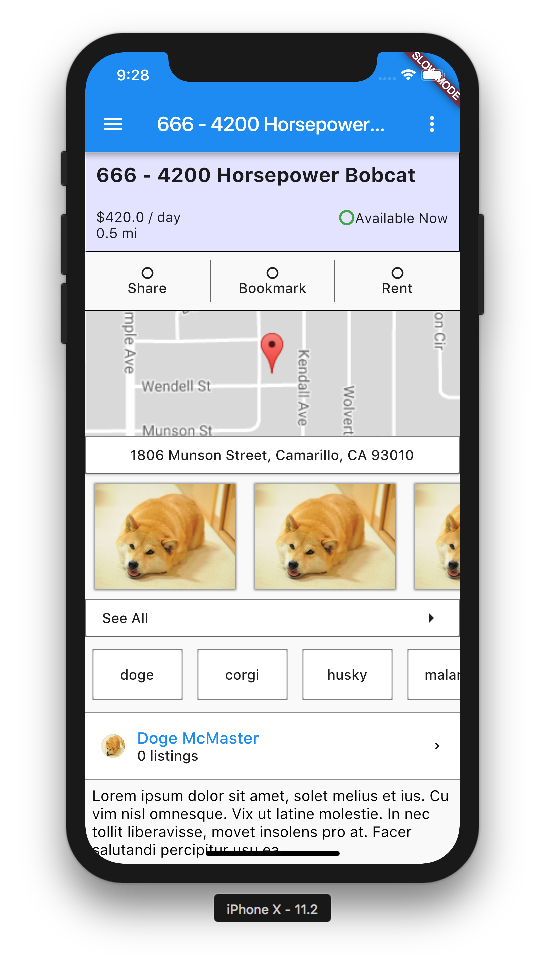 9:28
SLOW MODE
666 - 4200 Horsepower...
666 - 4200 Horsepower Bobcat
$420.0 / day
Available Now
0.5 mi
Share
Bookmark
Rent
mple Ave
on Cir
Wendell St
Kendall Ave
Wolvert
Munson St
1806 Munson Street, Camarillo, CA 93010
See All
doge
corgi
husky
malar
Doge McMaster
0 listings
Lorem ipsum dolor sit amet, solet melius et ius. Cu
vim nisl omnesque. Vix ut latine molestie. In nec
tollit liberavisse, movet insolens pro at. Facer
salutandi percipitur usu ea
iPhone X - 11.2